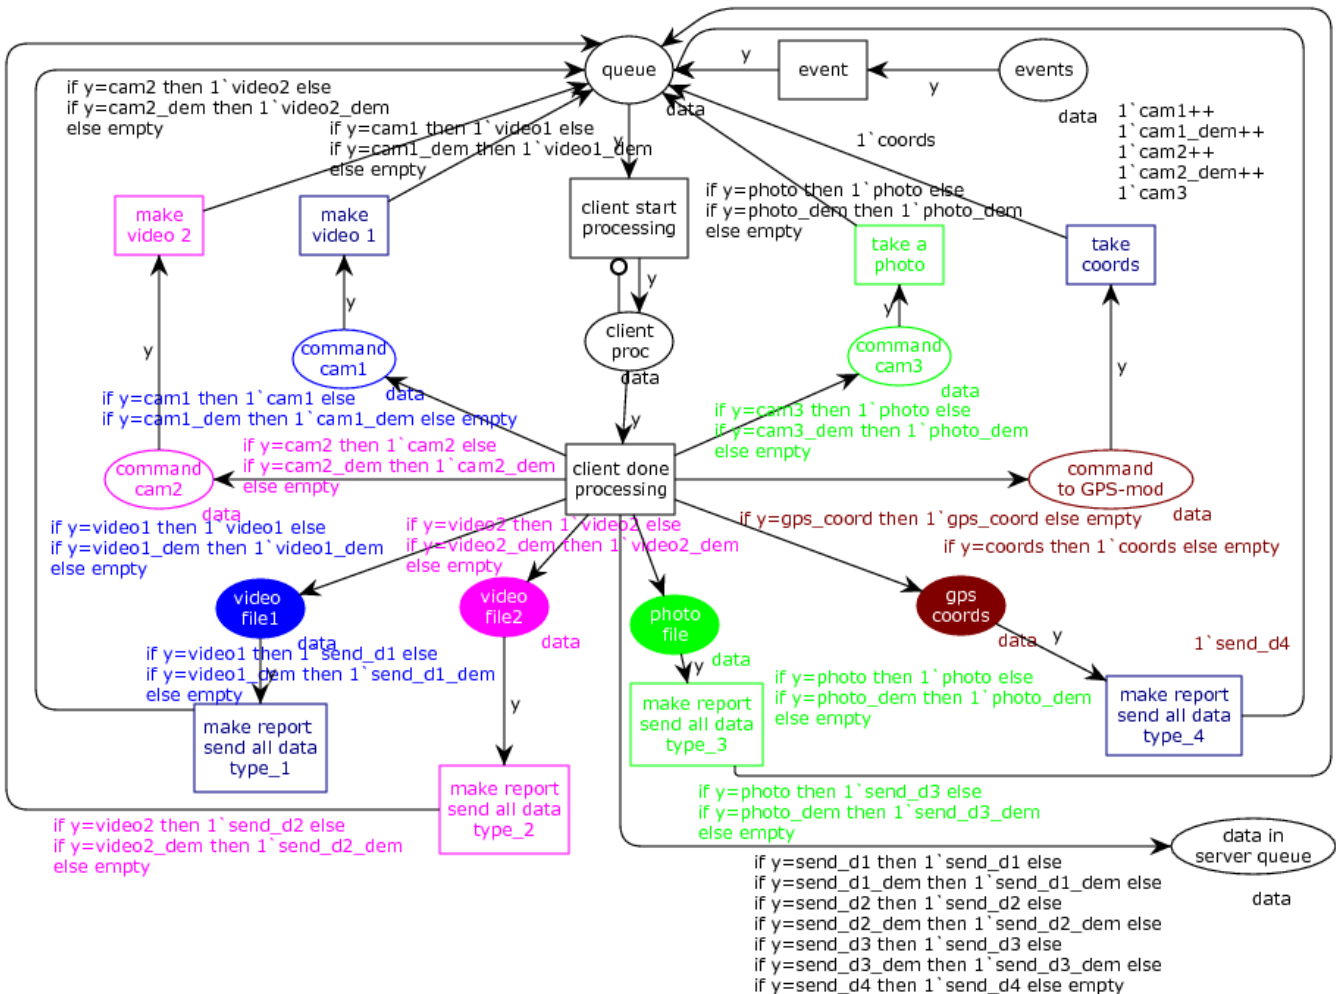 queue
event
events
y
y
data
data
1`cam1++
1`cam1_dem++
1`cam2++
1`cam2_dem++
1`cam3
if y=cam2 then 1`video2 else
if y=cam2_dem then 1`video2_dem
else empty
if y=cam1 then 1`video1 else
if y=cam1_dem then 1`video1_dem
else empty
y
1`coords
if y=photo then 1`photo else
if y=photo_dem then 1`photo_dem
else empty
make
video 2
make
video 1
client start
processing
take a
photo
take
coords
y
y
y
y
y
command
cam1
data
client
proc
data
command
cam3
data
if y=cam1 then 1`cam1 else
if y=cam1_dem then 1`cam1_dem else empty
y
if y=cam3 then 1`photo else
if y=cam3_dem then 1`photo_dem
else empty
if y=cam2 then 1`cam2 else
if y=cam2_dem then 1`cam2_dem
else empty
command
cam2
data
client done
processing
command
to GPS-mod
data
if y=video1 then 1`video1 else
if y=video1_dem then 1`video1_dem
else empty
if y=video2 then 1`video2 else
if y=video2_dem then 1`video2_dem
else empty
if y=gps_coord then 1`gps_coord else empty
if y=coords then 1`coords else empty
video
file1
data
video
file2
data
photo
file
data
gps
coords
data
y
1`send_d4
if y=video1 then 1`send_d1 else
if y=video1_dem then 1`send_d1_dem
else empty
y
y
y
if y=photo then 1`photo else
if y=photo_dem then 1`photo_dem
else empty
make report
send all data
type_1
make report
send all data
type_2
make report
send all data
type_3
make report
send all data
type_4
if y=video2 then 1`send_d2 else
if y=video2_dem then 1`send_d2_dem
else empty
if y=photo then 1`send_d3 else
if y=photo_dem then 1`send_d3_dem
else empty
data in
server queue
data
if y=send_d1 then 1`send_d1 else
if y=send_d1_dem then 1`send_d1_dem else
if y=send_d2 then 1`send_d2 else
if y=send_d2_dem then 1`send_d2_dem else
if y=send_d3 then 1`send_d3 else
if y=send_d3_dem then 1`send_d3_dem else
if y=send_d4 then 1`send_d4 else empty